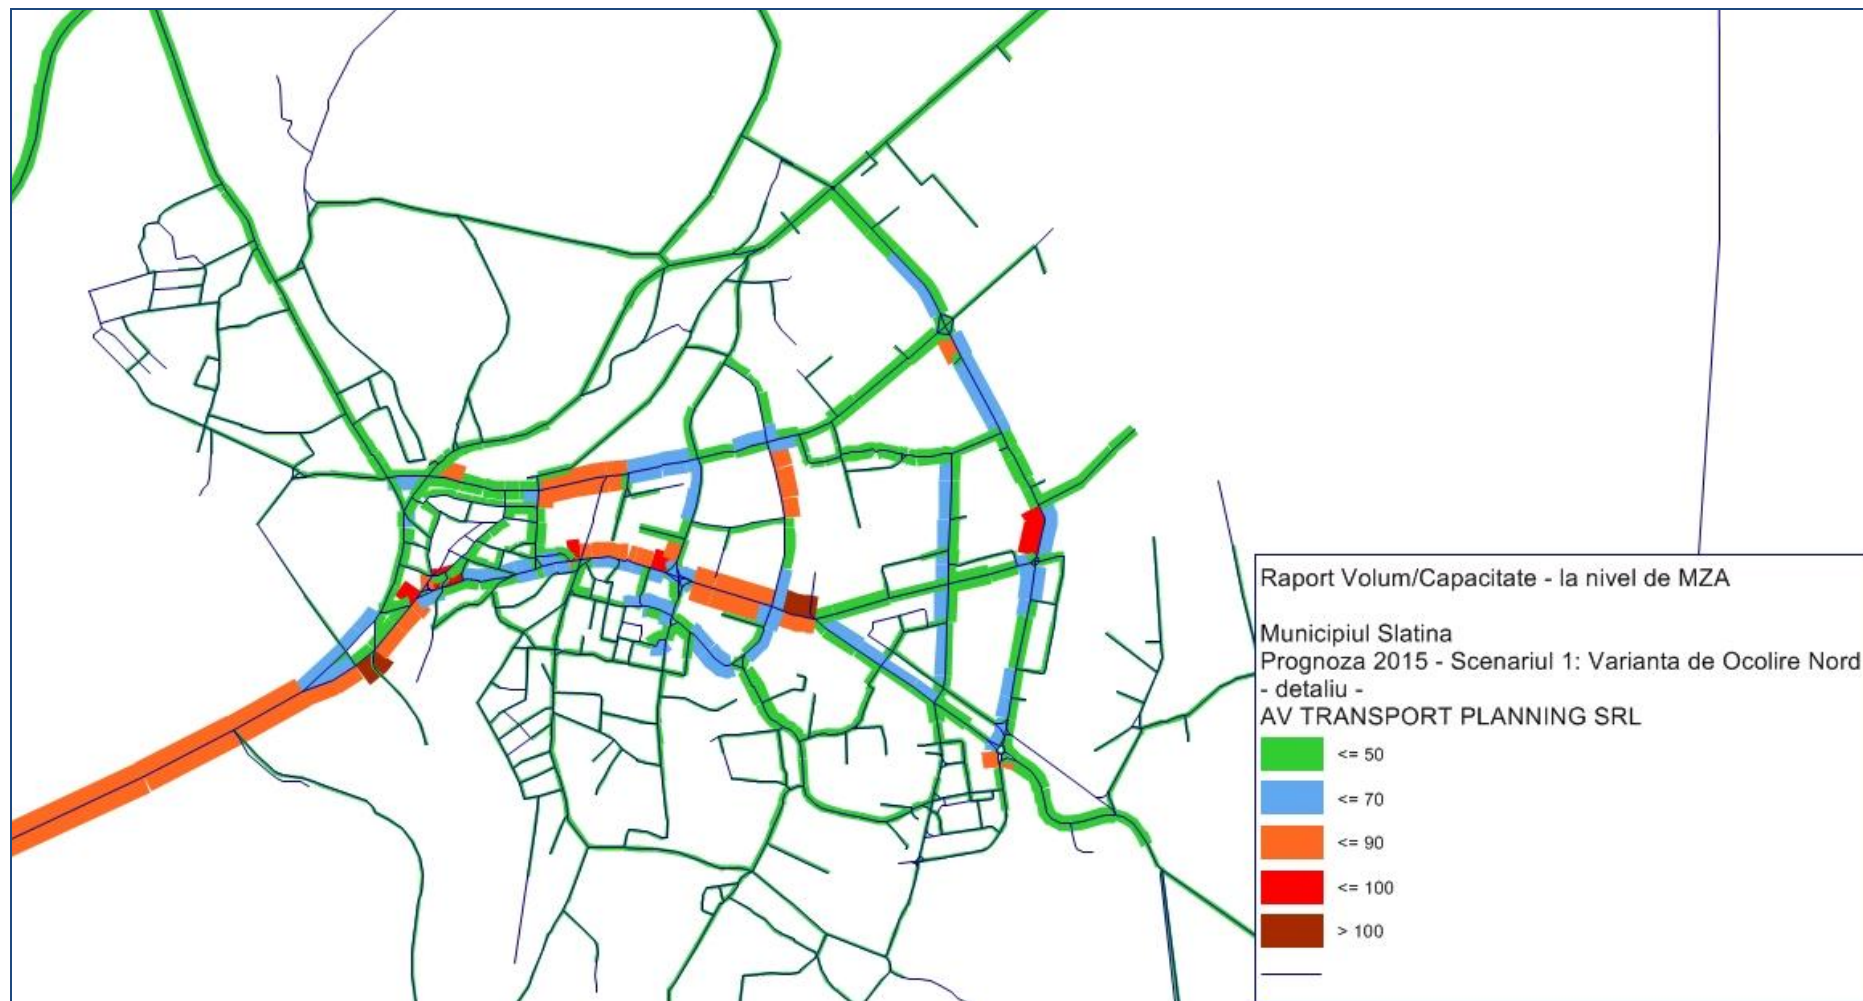 Raport Volum/Capacitate - la nivel de MZA
Municipiul Slatina
Prognoza 2015 - Scenariul 1: Varianta de Ocolire Nord
- detaliu -
AV TRANSPORT PLANNING SRL
<= 50
<= 70
<= 90
<= 100
> 100